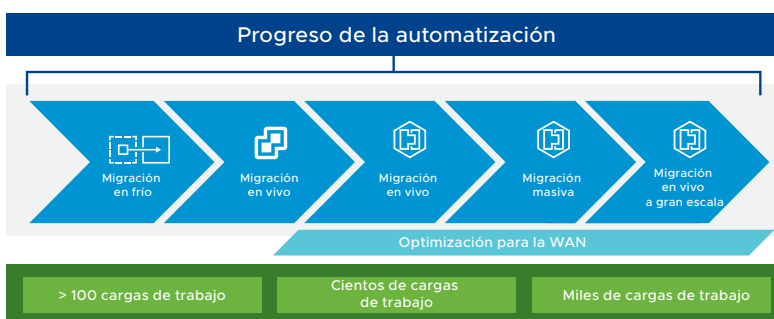 Progreso de la automatización
Migración
en frío
Migración
en vivo
Migración
en vivo
Migración
masiva
Migración
en vivo
a gran escala
Optimización para la WAN
> 100 cargas de trabajo
Cientos de cargas
de trabajo
Miles de cargas de trabajo